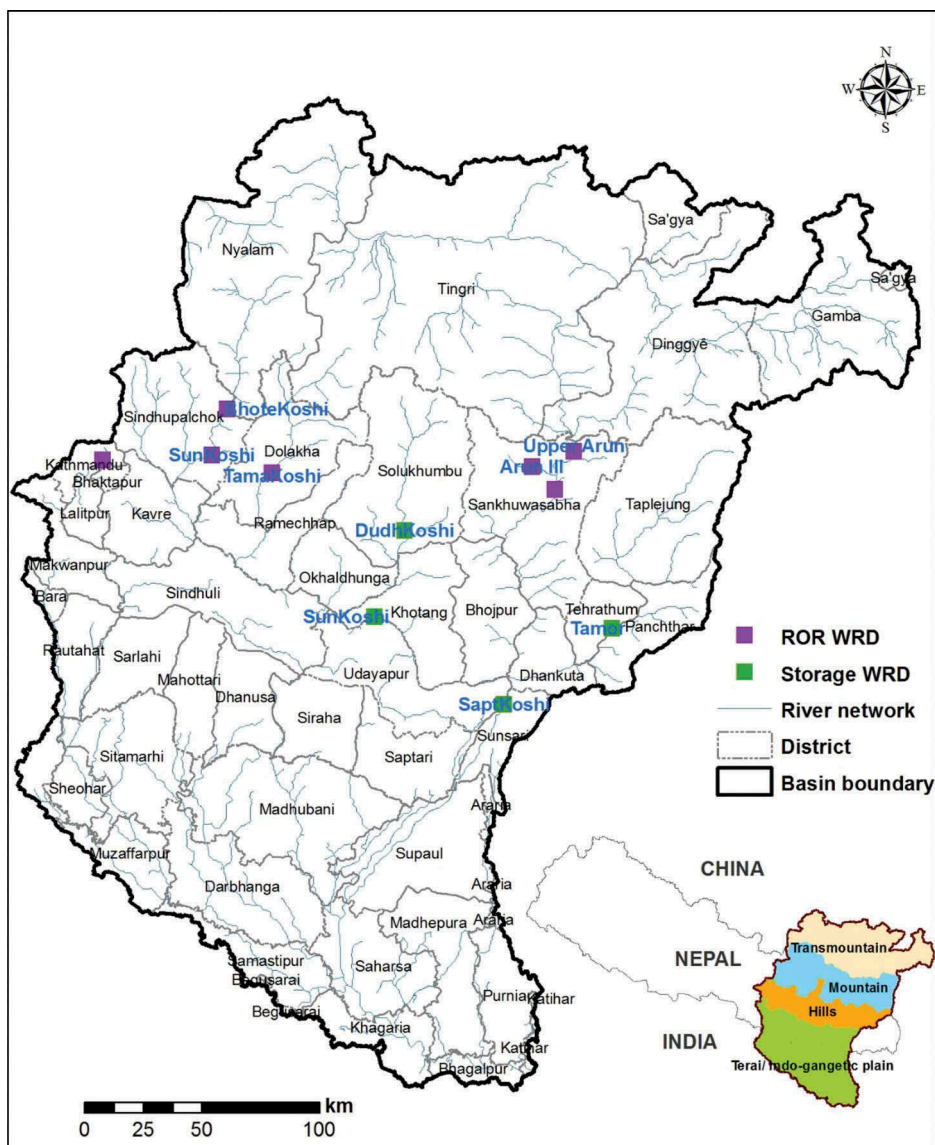 N
W E
S
Sa'gya
Nyalam
Sa'gya
Tingri
Gamba
Dinggyê
BhoteKoshi
Sindhupalchok
Upper Arun
SunKoshi
Dolakha
Kathmandu
TamaKoshi
Solukhumbu
Arun III
Bhaktapur
Sankhuwasabha
Taplejung
Lalitpur
Kavre
Ramechhap
DudhKoshi
Makwanpur
Okhaldhunga
Bara
Sindhuli
SunKoshi
Khotang
Bhojpur
Tehrathum
Tamor
Panchthar
ROR WRD
Rautahat
Sarlahi
Udayapur
Dhankuta
Storage WRD
Mahottari
Dhanusa
SaptKoshi
River network
Siraha
Sunsari
District
Sitamarhi
Saptari
Basin boundary
Sheohar
Madhubani
Araria
Muzaffarpur
Supaul
CHINA
Darbhanga
Araria
Madhepura
Araria
Transmountain
Samastipur
NEPAL
Saharsa
Begusarai
Mountain
Purnia
Katihar
Hills
Begusarai
Khagaria
INDIA
Katihar
Terai/ Indo-gangetic plain
Bhagalpur
km
0 25 50 100